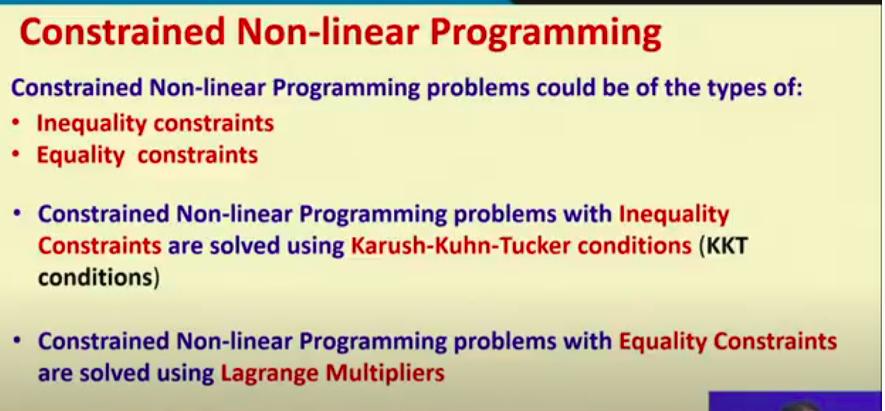 Constrained Non-linear Programming
Constrained Non-linear Programming problems could be of the types of:
• Inequality constraints
• Equality constraints
• Constrained Non-linear Programming problems with Inequality
Constraints are solved using Karush-Kuhn-Tucker conditions (KKT
conditions)
• Constrained Non-linear Programming problems with Equality Constraints
are solved using Lagrange Multipliers